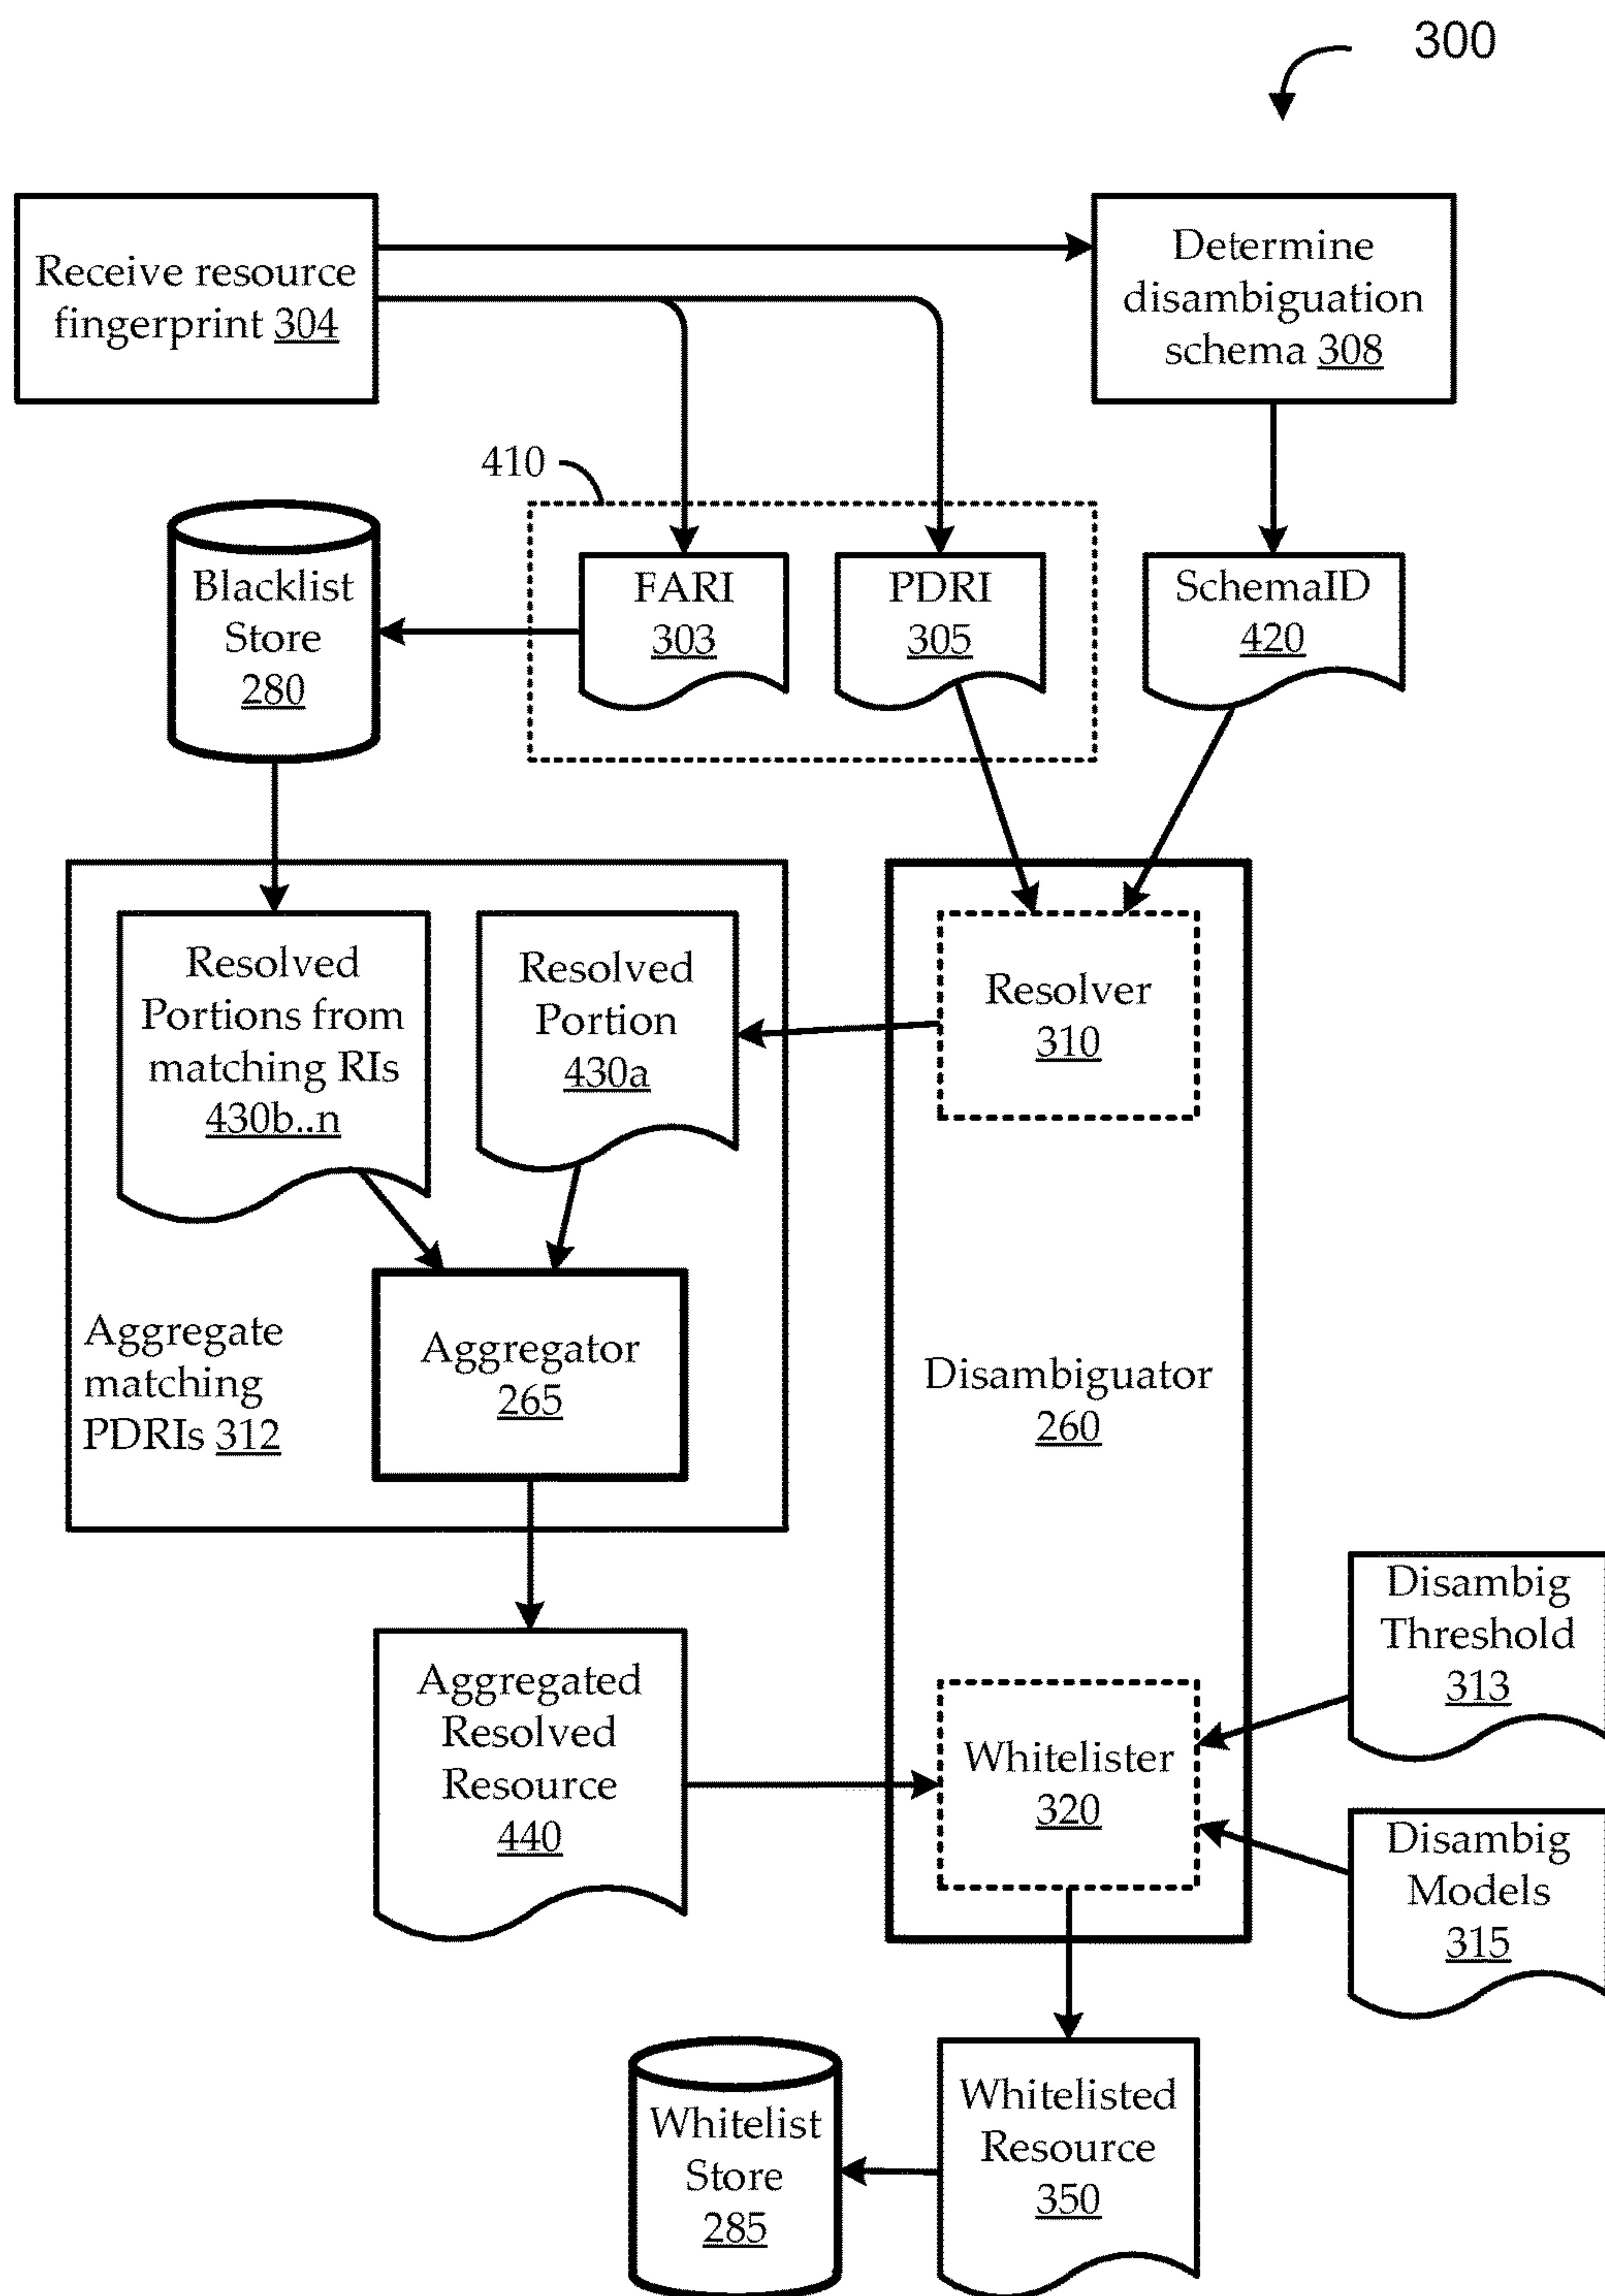 300
Receive resource
fingerprint 304
Determine
disambiguation
schema 308
410
Blacklist
Store
280
FARI
303
PDRI
305
SchemaID
420
Resolved
Portions from
matching RIs
430b..n
Resolved
Portion
430a
Resolver
310
Aggregate
matching
PDRIs 312
Aggregator
265
Disambiguator
260
Aggregated
Resolved
Resource
440
Whitelister
320
Disambig
Threshold
313
Disambig
Models
315
Whitelist
Store
285
Whitelisted
Resource
350